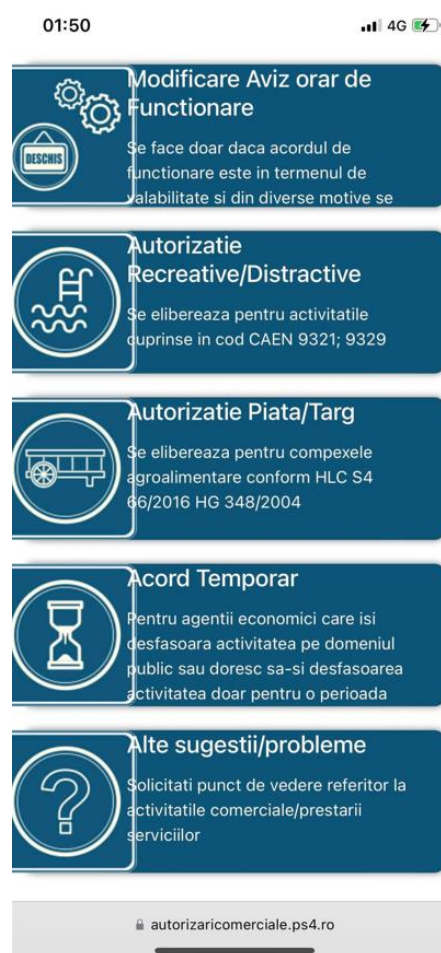 01:50
4G
Modificare Aviz orar de
Functionare
DESCHIS
Se face doar daca acordul de
functionare este in termenul de
valabilitate si din diverse motive se
Autorizatie
Recreative/Distractive
Se elibereaza pentru activitatile
cuprinse in cod CAEN 9321; 9329
Autorizatie Piata/Targ
Se elibereaza pentru compexele
agroalimentare conform HLC S4
66/2016 HG 348/2004
Acord Temporar
Pentru agentii economici care isi
desfasoara activitatea pe domeniul
public sau doresc sa-si desfasoarea
activitatea doar pentru o perioada
Alte sugestii/probleme
Solicitati punct de vedere referitor la
activitatile comerciale/prestarii
serviciilor
autorizaricomerciale.ps4.ro